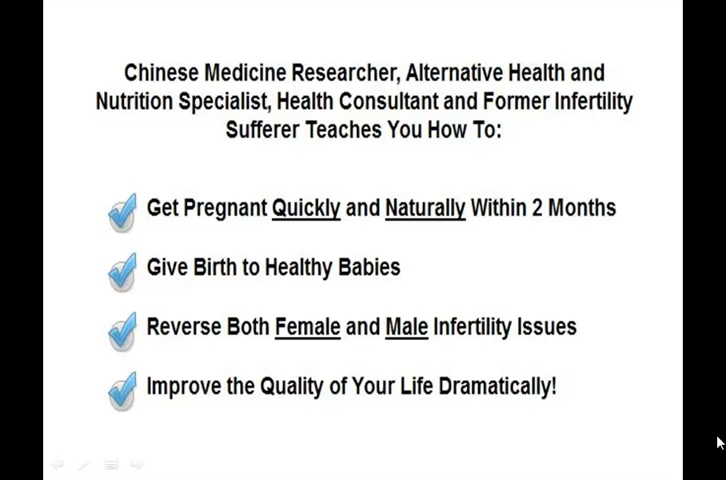 Chinese Medicine Researcher, Alternative Health and
Nutrition Specialist, Health Consultant and Former Infertility
Sufferer Teaches You How To:
Get Pregnant Quickly and Naturally Within 2 Months
Give Birth to Healthy Babies
Reverse Both Female and Male Infertility Issues
Improve the Quality of Your Life Dramatically!